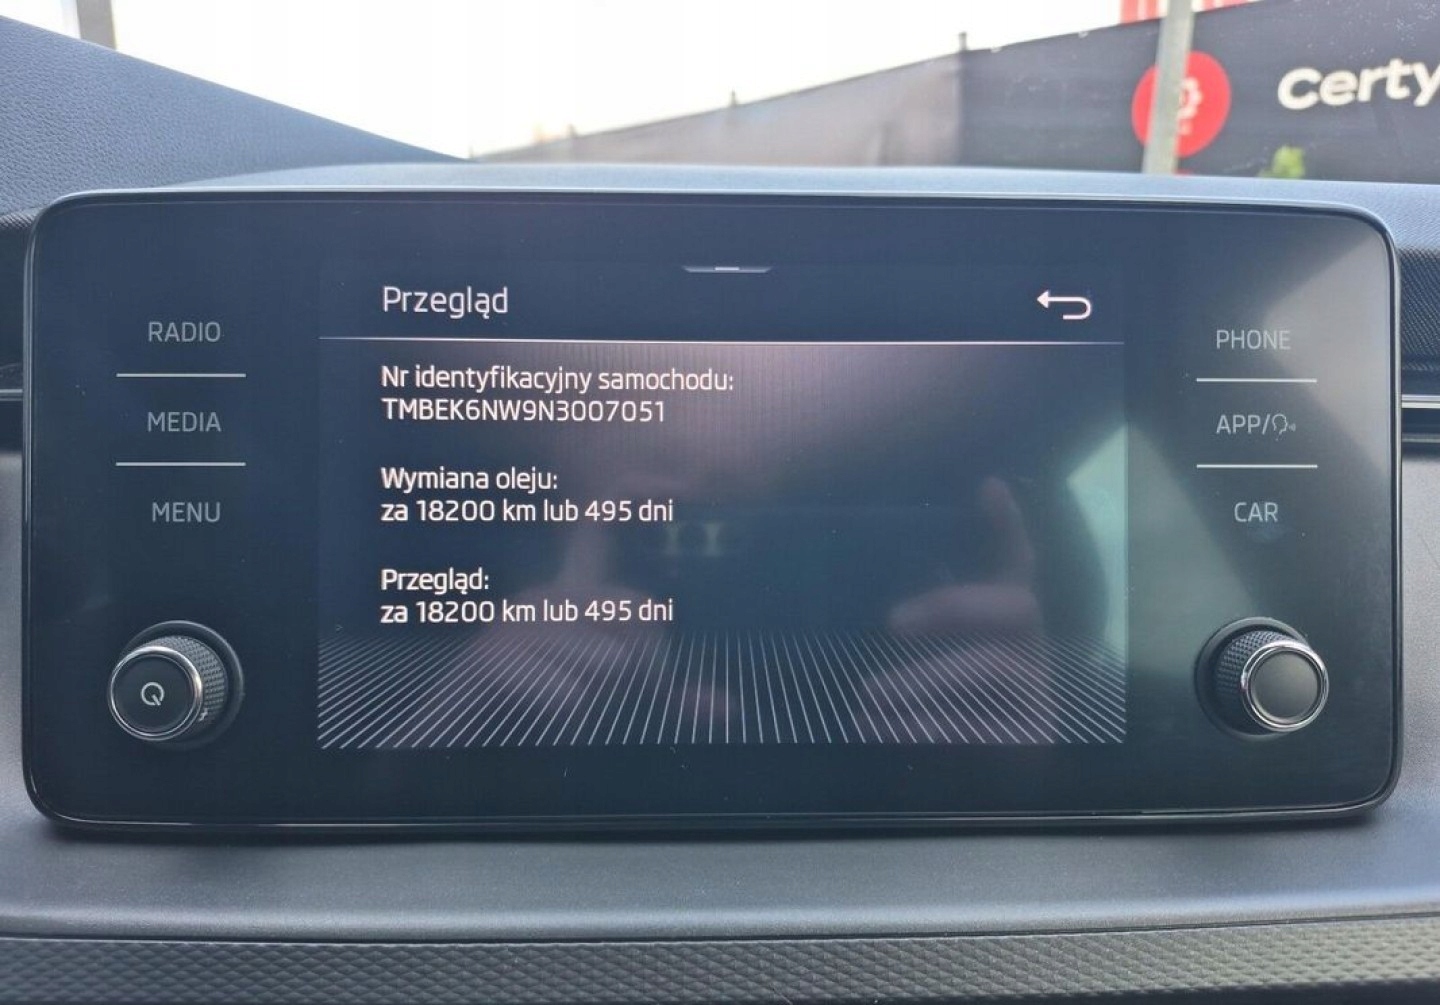 Certy
Przegląd
RADIO
MEDIA
MENU
Nr identyfikacyjny samochodu:
TMBEK6NW9N3007051
Wymiana oleju:
za 18200 km lub 495 dni
Przegląd:
za 18200 km lub 495 dni
PHONE
APP/
CAR